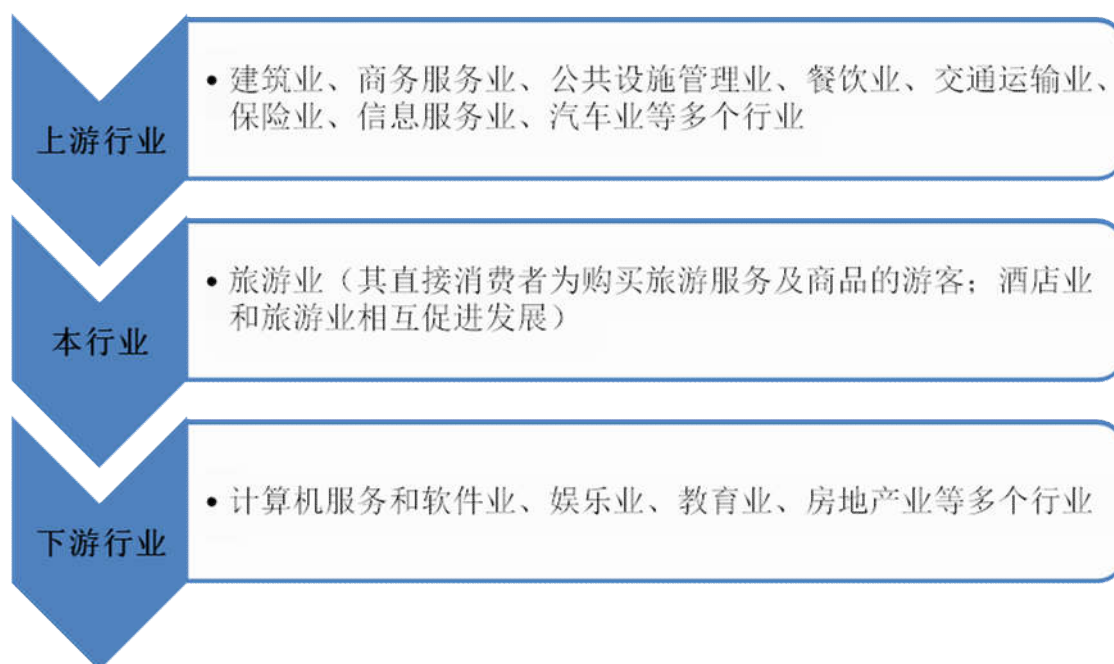 上游行业
• 建筑业、商务服务业、公共设施管理业、餐饮业、交通运输业、
保险业、信息服务业、汽车业等多个行业
本行业
• 旅游业（其直接消费者为购买旅游服务及商品的游客；酒店业
和旅游业相互促进发展）
下游行业
• 计算机服务和软件业、娱乐业、教育业、房地产业等多个行业